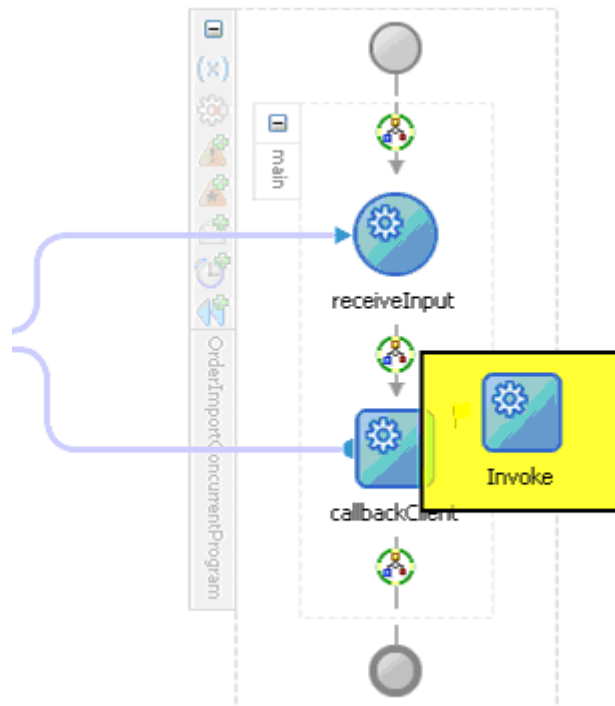 (x)
main
receiveInput
OrderImportConcurrentProgram
Invoke
callbackClient